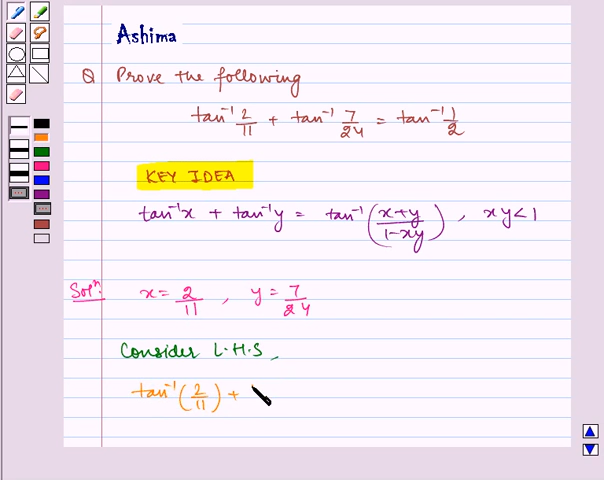 Ashima
Q Prove the following
tan⁻¹ 2/11 + tan⁻¹ 7/24 = tan⁻¹ 1/2
KEY IDEA
tan⁻¹x + tan⁻¹y = tan⁻¹ (x+y/1-xy) , xy<1
Solⁿ: x = 2/11 , y = 7/24
Consider L.H.S,
tan⁻¹ (2/11) +